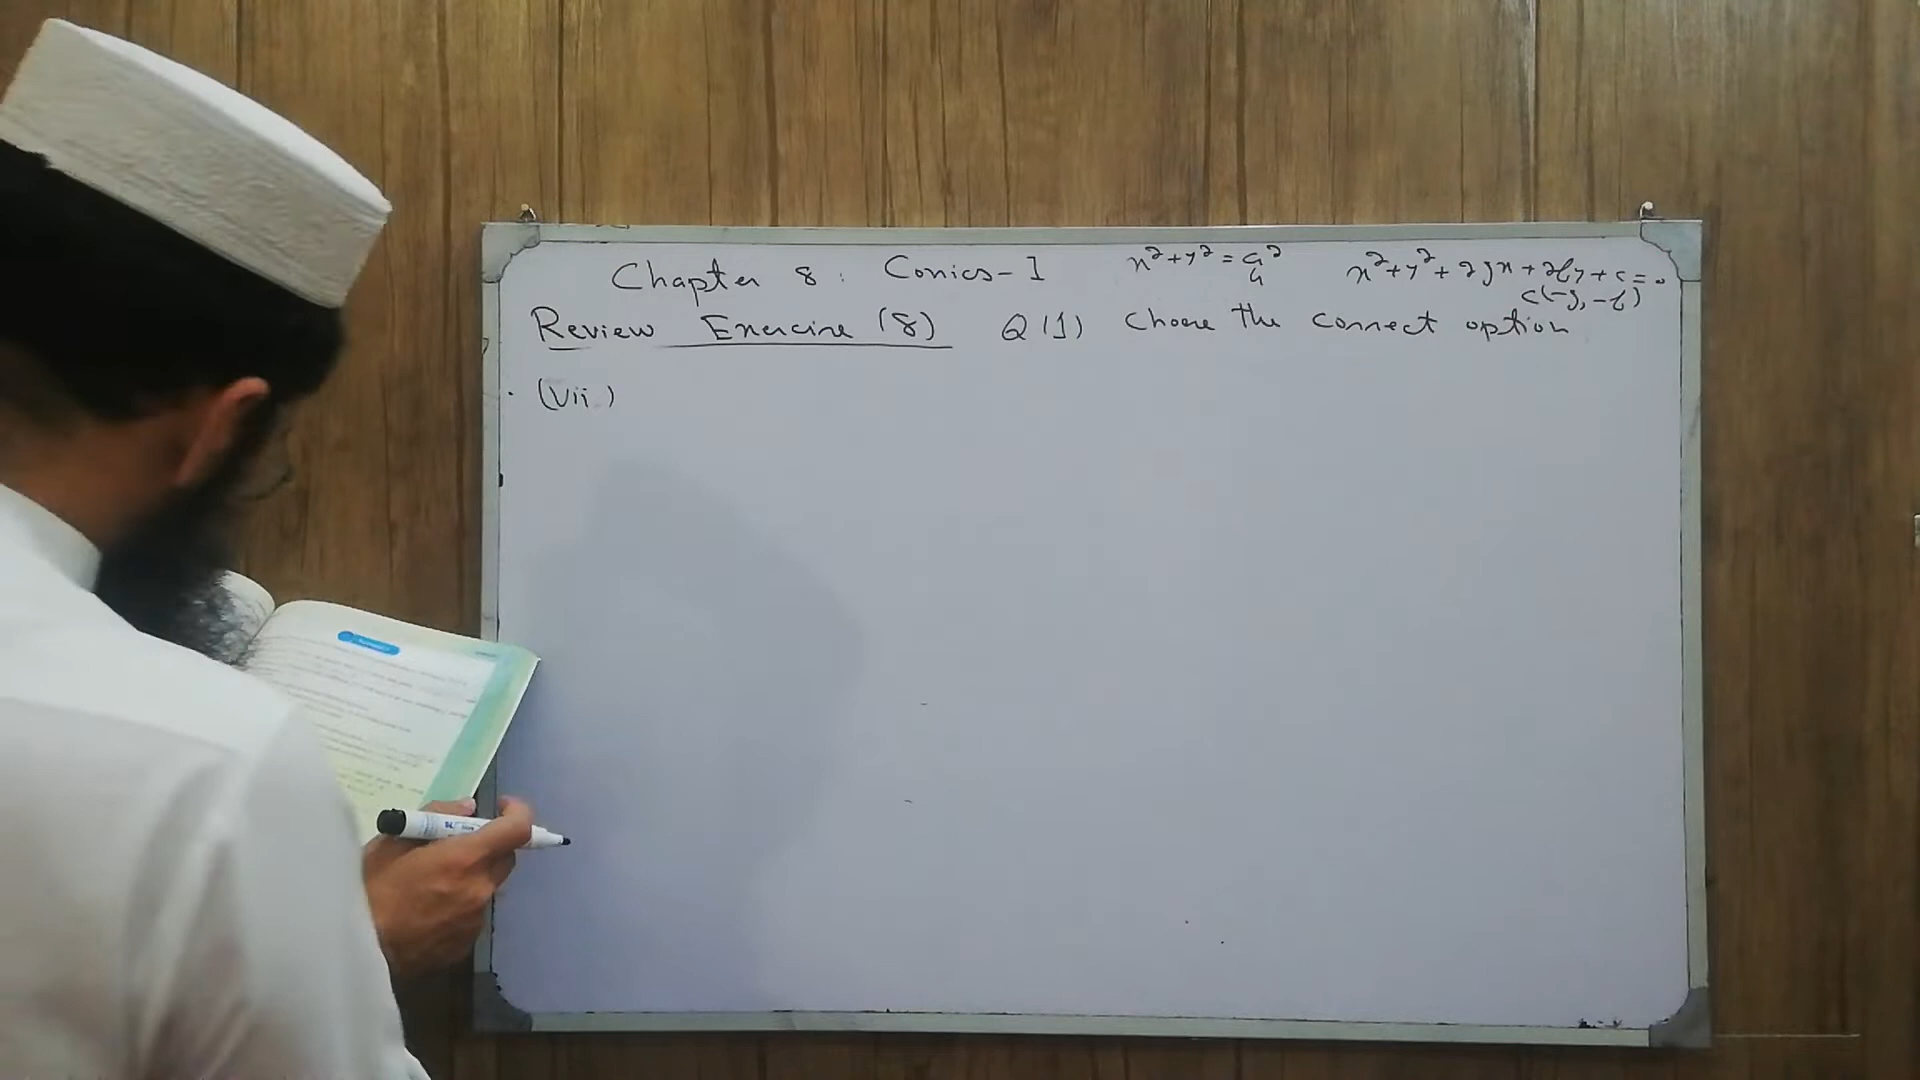 Chapter 8 : Conics-1 x²+y²=a² x²+y²+2gx+2fy+c=0
c(-g,-f)
Review Exercise (8) Q(1) Choose the correct option
(vii)